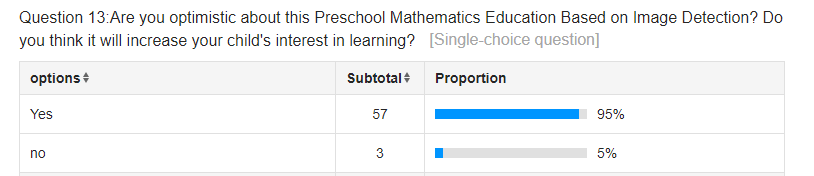 Question 13:Are you optimistic about this Preschool Mathematics Education Based on Image Detection? Do
you think it will increase your child's interest in learning? [Single-choice question]
options Subtotal Proportion
Yes 57 95%
no 3 5%